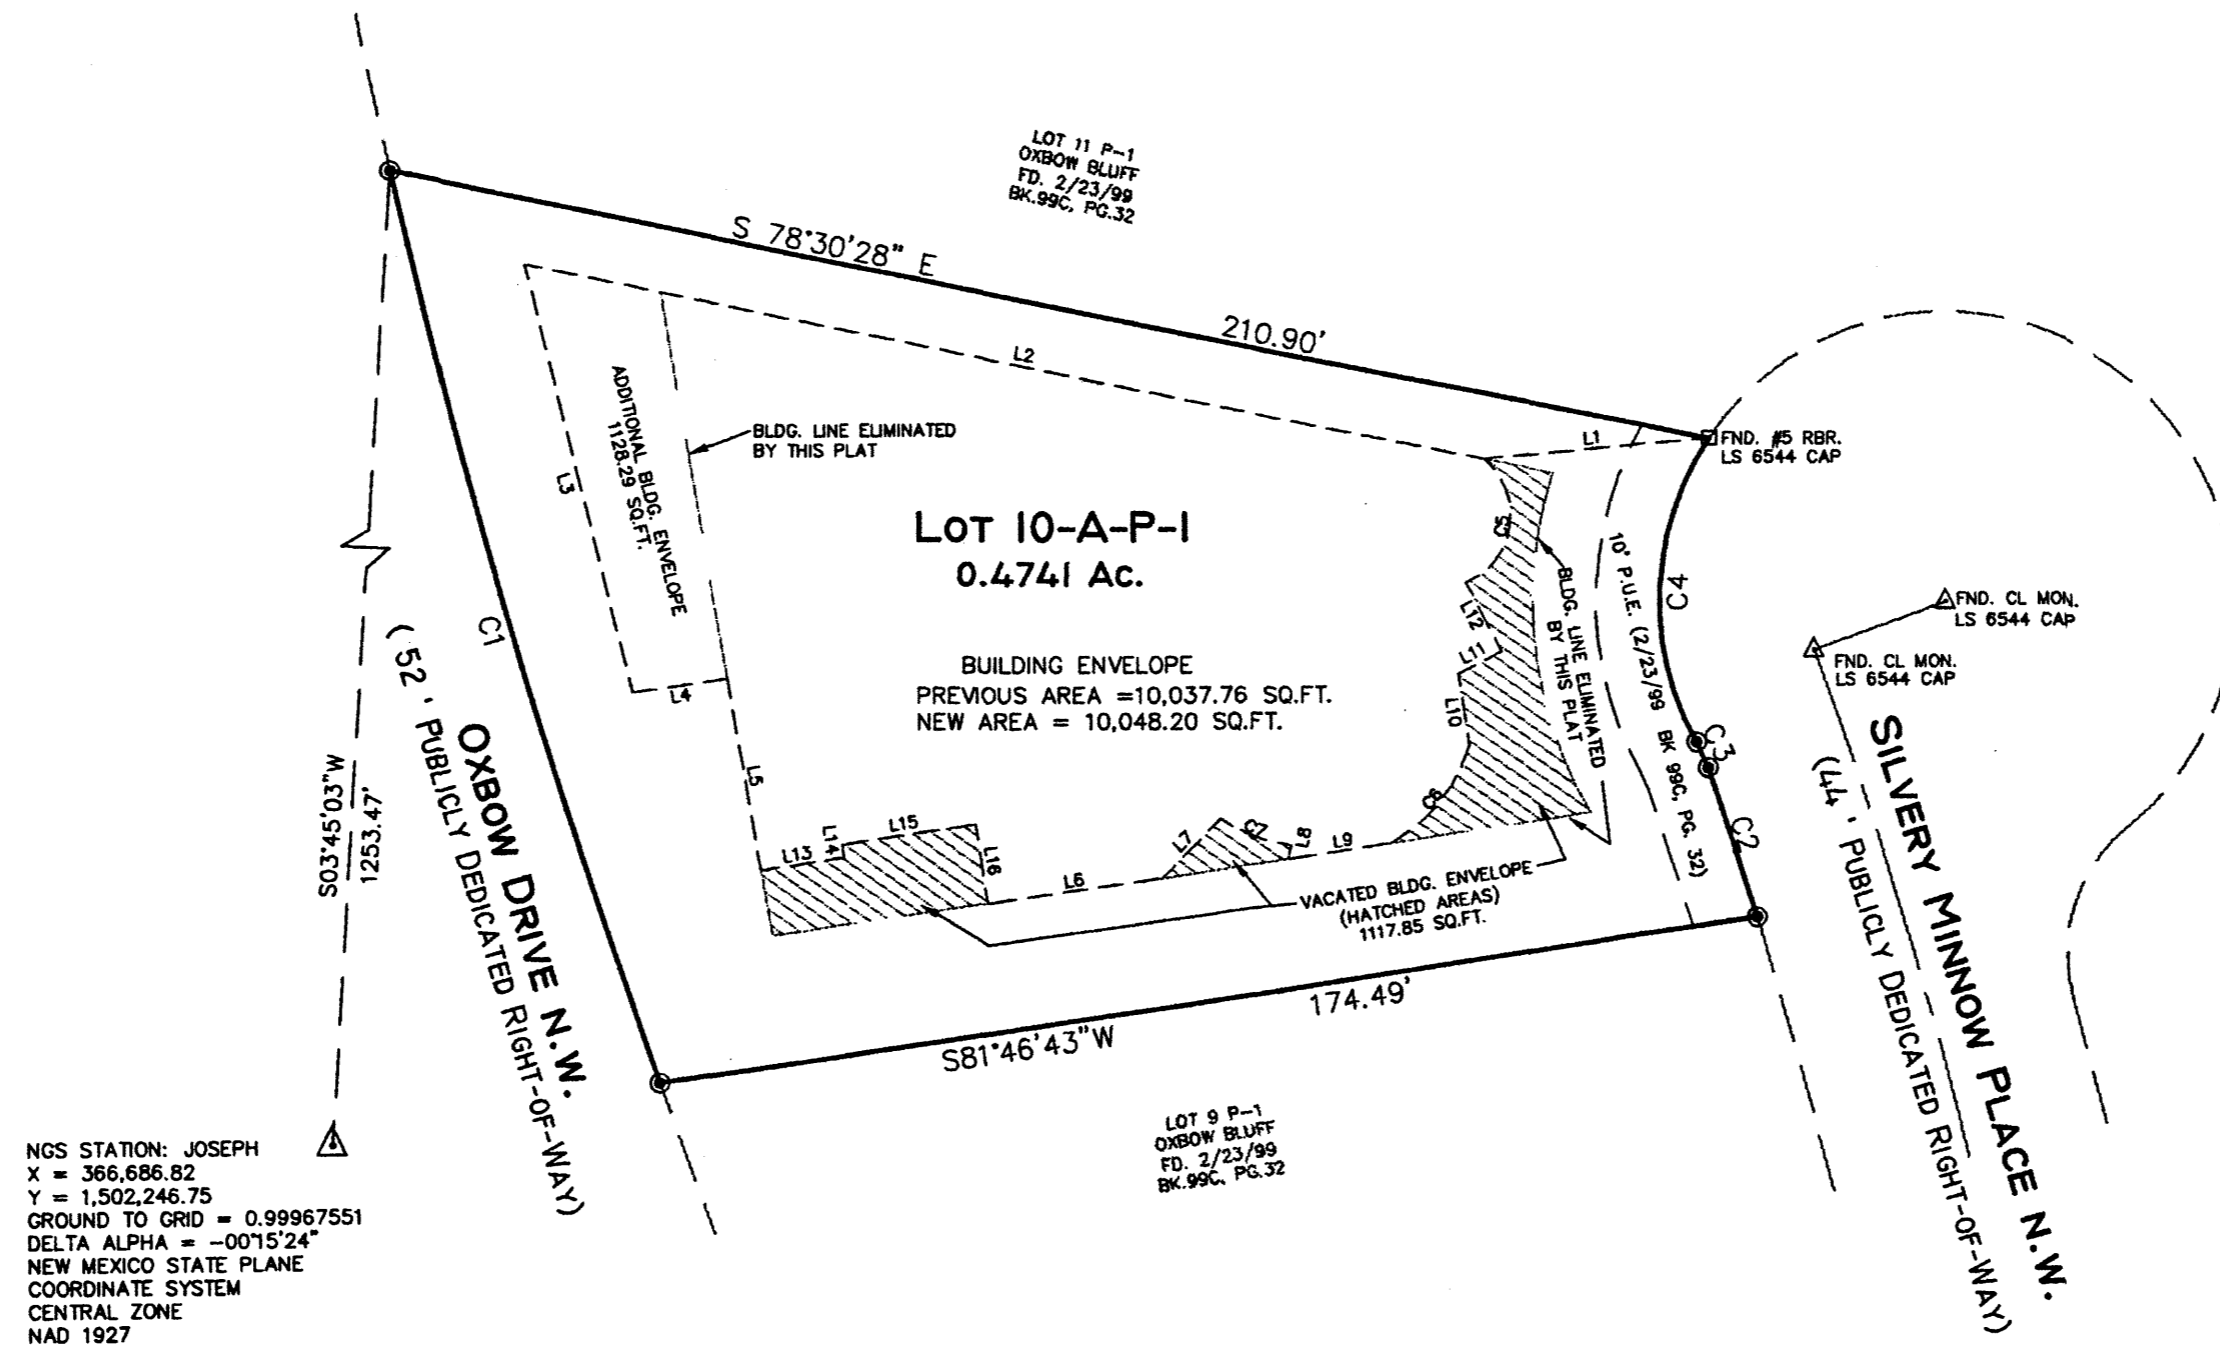 LOT 11 P-1
OXBOW BLUFF
FD. 2/23/99
BK.99C, PG.32
S 78°30'28" E
210.90'
L2
L1
FND. #5 RBR.
LS 6544 CAP
ADDITIONAL BLDG. ENVELOPE
1128.29 SQ.FT.
BLDG. LINE ELIMINATED
BY THIS PLAT
L3
L4
L5
LOT 10-A-P-1
0.4741 AC.
BUILDING ENVELOPE
PREVIOUS AREA =10,037.76 SQ.FT.
NEW AREA = 10,048.20 SQ.FT.
C5
L12
L11
L10
C6
BLDG. LINE ELIMINATED
BY THIS PLAT
10' P.U.E. (2/23/99 BK 99C, PG. 32)
C4
C3
C2
FND. CL MON.
LS 6544 CAP
FND. CL MON.
LS 6544 CAP
SILVERY MINNOW PLACE N.W.
(44 ' PUBLICLY DEDICATED RIGHT-OF-WAY)
C1
OXBOW DRIVE N.W.
( 52 ' PUBLICLY DEDICATED RIGHT-OF-WAY)
S03°45'03"W
1253.47'
L13
L14
L15
L16
L6
L7
C7
L8
L9
VACATED BLDG. ENVELOPE
(HATCHED AREAS)
1117.85 SQ.FT.
174.49'
S81°46'43"W
LOT 9 P-1
OXBOW BLUFF
FD. 2/23/99
BK.99C, PG.32
NGS STATION: JOSEPH
X = 366,686.82
Y = 1,502,246.75
GROUND TO GRID = 0.99967551
DELTA ALPHA = -00°15'24"
NEW MEXICO STATE PLANE
COORDINATE SYSTEM
CENTRAL ZONE
NAD 1927